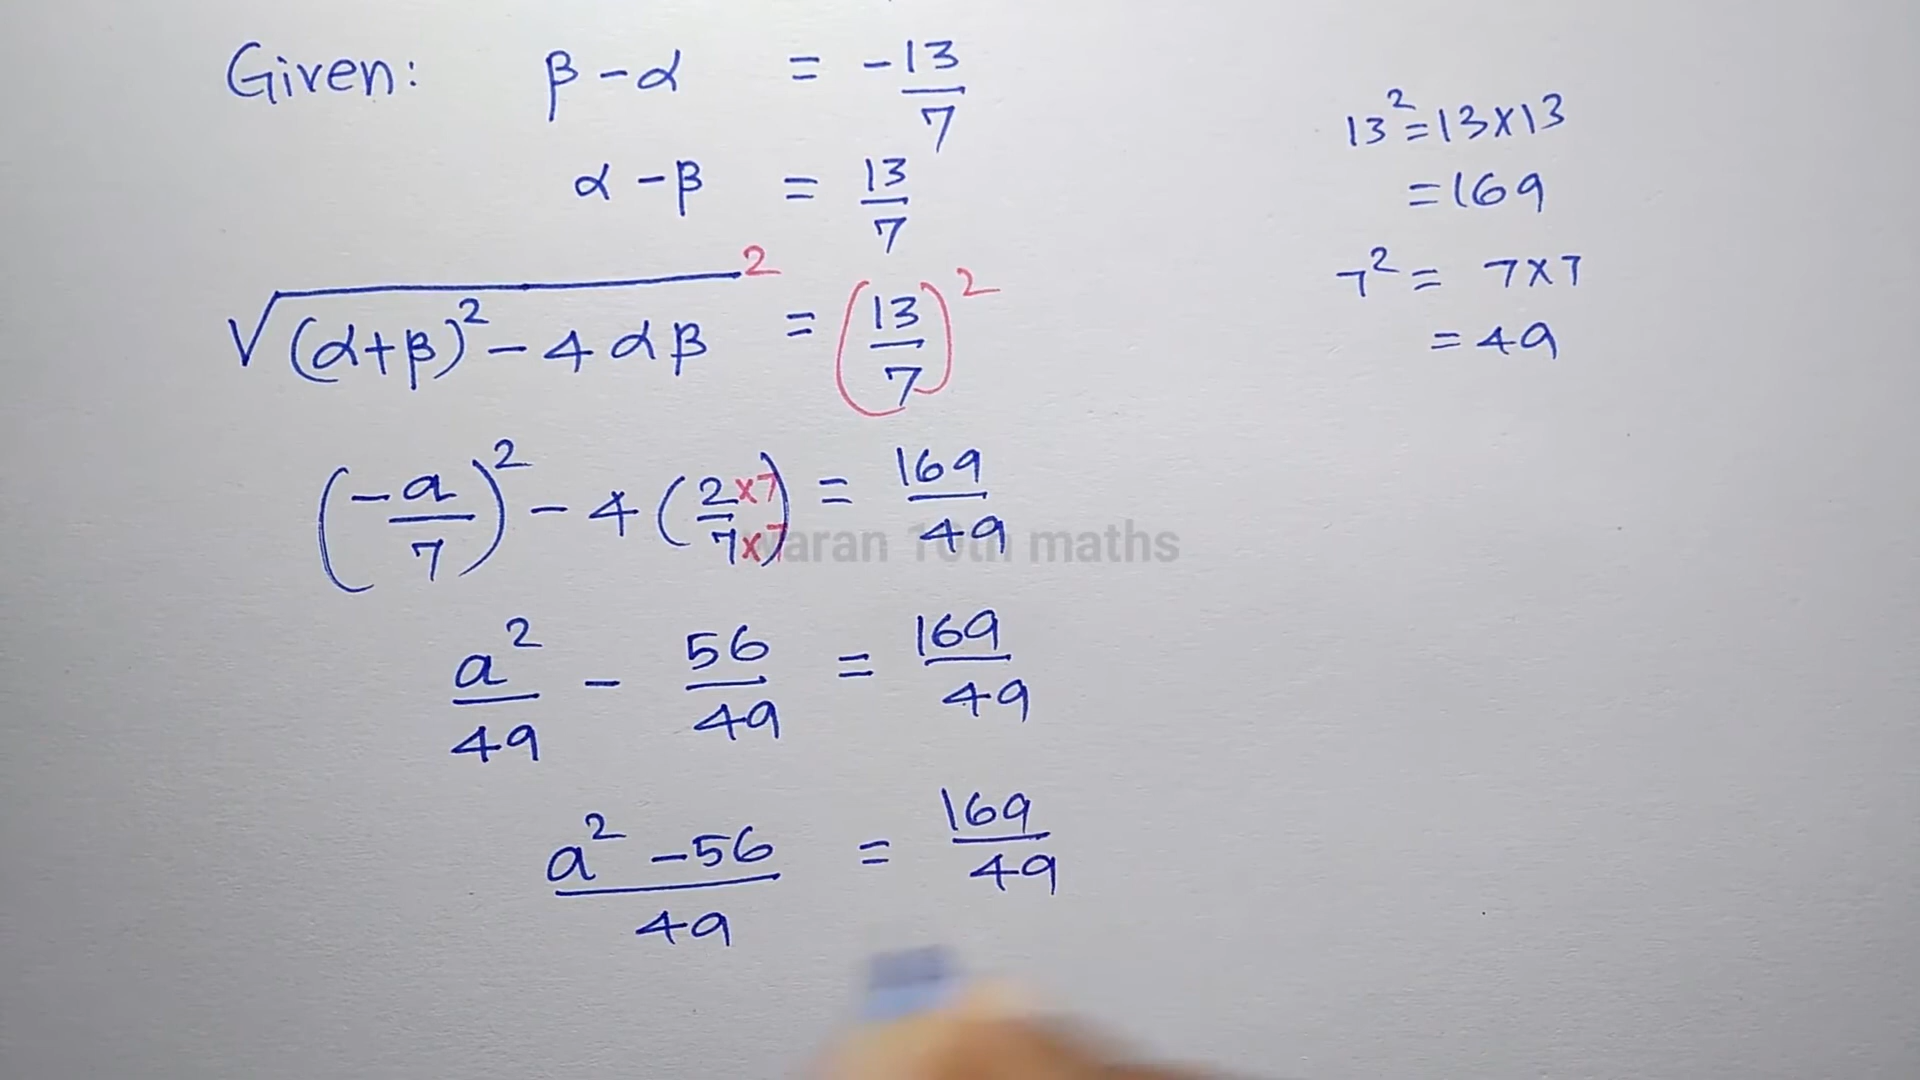 Given: β - α = -13/7
α - β = 13/7
√(α+β)² - 4αβ ² = (13/7)²
(-a/7)² - 4(2×7/7×7) = 169/49
a²/49 - 56/49 = 169/49
a² - 56/49 = 169/49
13² = 13×13
= 169
7² = 7×7
= 49
10th maths